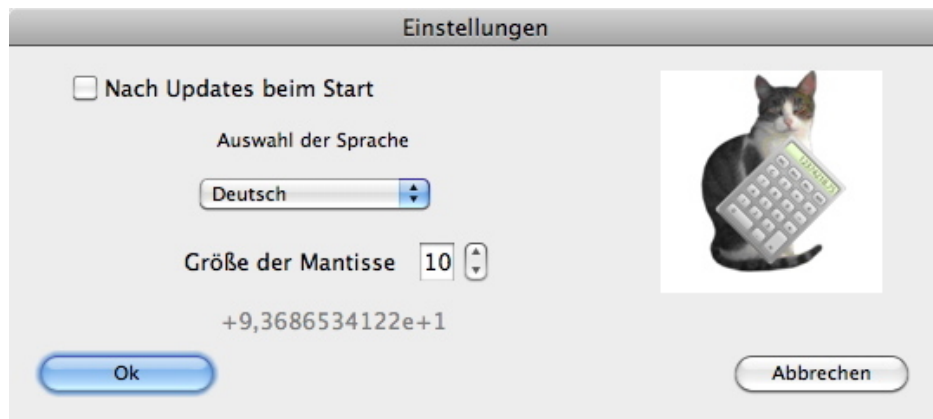 Einstellungen
Nach Updates beim Start
Auswahl der Sprache
Deutsch
Größe der Mantisse 10
+9,3686534122e+1
Ok
Abbrechen